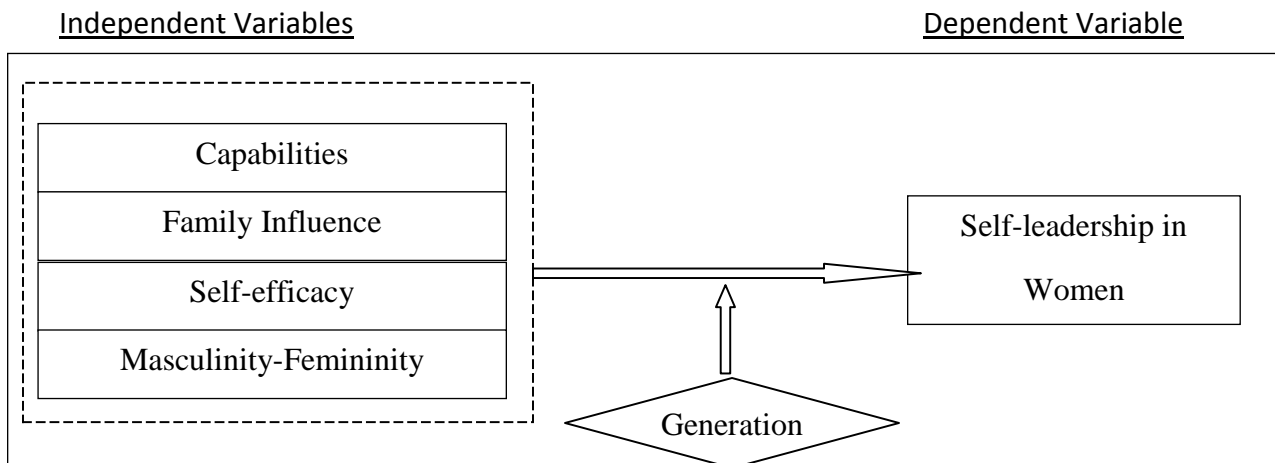 Independent Variables
Dependent Variable
Capabilities
Family Influence
Self-efficacy
Masculinity-Femininity
Self-leadership in
Women
Generation